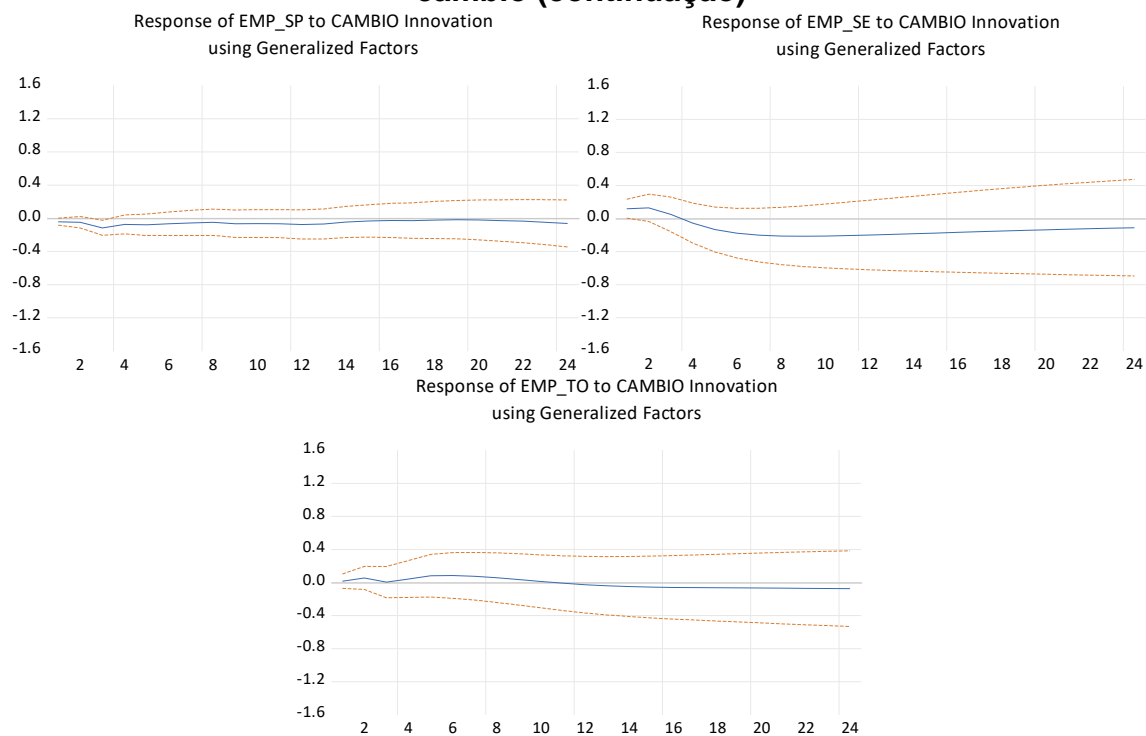 câmbio (continuação)
Response of EMP_SP to CAMBIO Innovation
using Generalized Factors
1.6
1.2
0.8
0.4
0.0
-0.4
-0.8
-1.2
-1.6
2 4 6 8 10 12 14 16 18 20 22 24
Response of EMP_SE to CAMBIO Innovation
using Generalized Factors
1.6
1.2
0.8
0.4
0.0
-0.4
-0.8
-1.2
-1.6
2 4 6 8 10 12 14 16 18 20 22 24
Response of EMP_TO to CAMBIO Innovation
using Generalized Factors
1.6
1.2
0.8
0.4
0.0
-0.4
-0.8
-1.2
-1.6
2 4 6 8 10 12 14 16 18 20 22 24